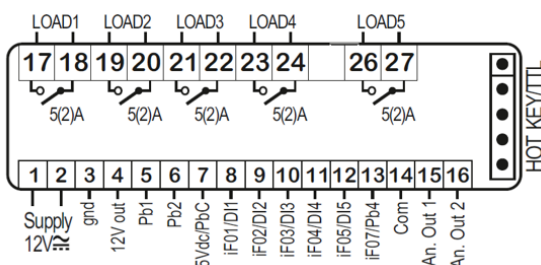 LOAD1 LOAD2 LOAD3 LOAD4 LOAD5
17 18 19 20 21 22 23 24 26 27
5(2)A 5(2)A 5(2)A 5(2)A 5(2)A
HOT KEY/TTL
1 2 3 4 5 6 7 8 9 10 11 12 13 14 15 16
Supply
12V
gnd
12V out
Pb1
Pb2
5Vdc/PbC
iF01/DI1
iF02/DI2
iF03/DI3
iF04/DI4
iF05/DI5
iF07/Pb4
Com
An. Out 1
An. Out 2